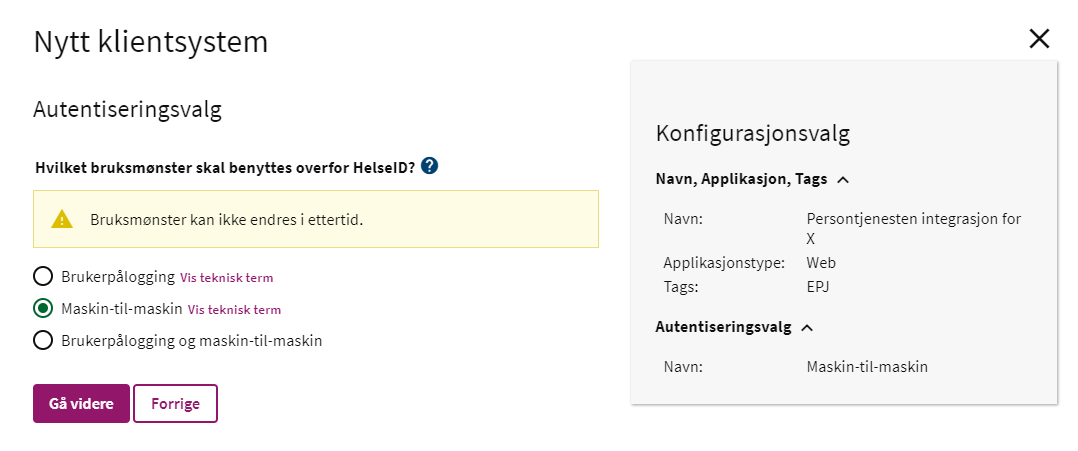 Nytt klientsystem
Autentiseringsvalg
Hvilket bruksmønster skal benyttes overfor HelseID? ?
Bruksmønster kan ikke endres i ettertid.
Brukerpålogging Vis teknisk term
Maskin-til-maskin Vis teknisk term
Brukerpålogging og maskin-til-maskin
Gå videre Forrige
Konfigurasjonsvalg
Navn, Applikasjon, Tags
Navn: Persontjenesten integrasjon for
X
Applikasjonstype: Web
Tags: EPJ
Autentiseringsvalg
Navn: Maskin-til-maskin